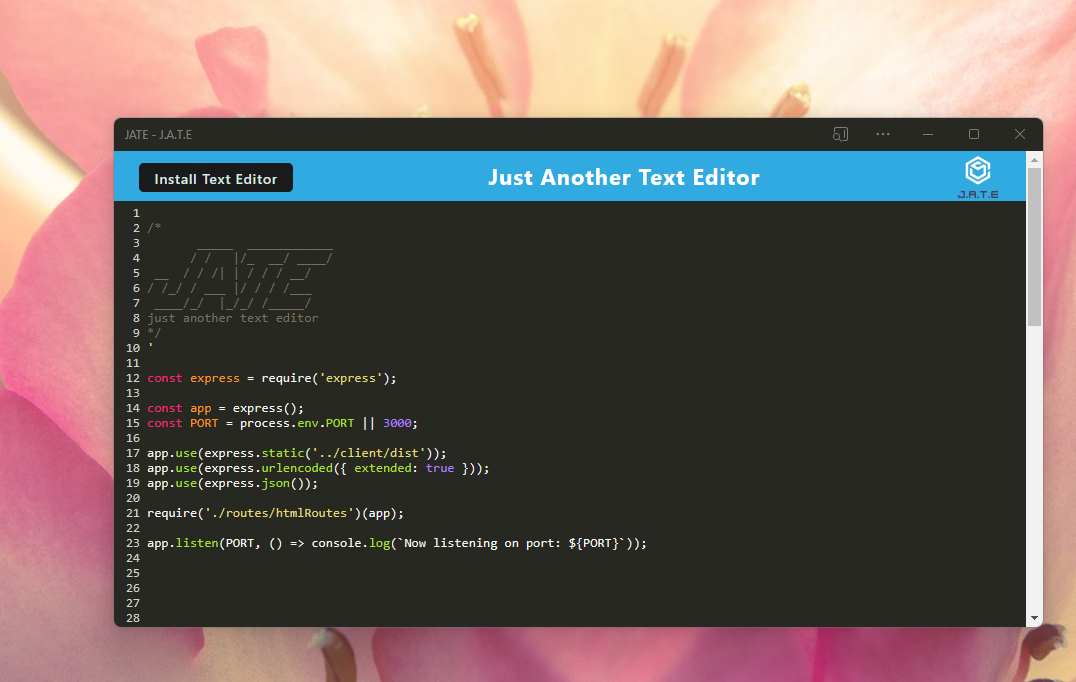 JATE - J.A.T.E
Install Text Editor
Just Another Text Editor
J.A.T.E
1
2 /*
3        _____  ____________
4       / /   |/_  __/ ____/
5  __  / / /| | / / / __/
6 / /_/ / ___ |/ / / /___
7  ____/_/  |_/_/ /_____/
8 just another text editor
9 */
10 '
11
12 const express = require('express');
13
14 const app = express();
15 const PORT = process.env.PORT || 3000;
16
17 app.use(express.static('../client/dist'));
18 app.use(express.urlencoded({ extended: true }));
19 app.use(express.json());
20
21 require('./routes/htmlRoutes')(app);
22
23 app.listen(PORT, () => console.log(`Now listening on port: ${PORT}`));
24
25
26
27
28